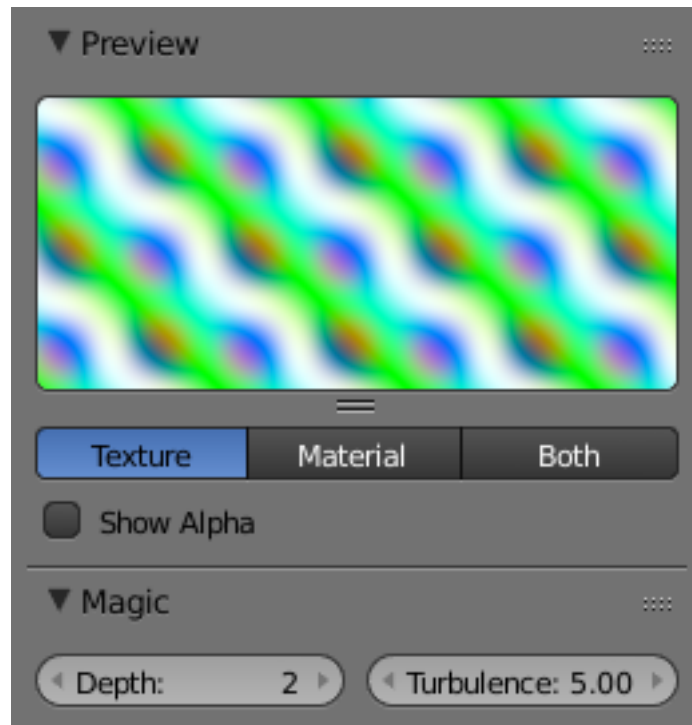 Preview
Texture Material Both
Show Alpha
Magic
Depth: 2 Turbulence: 5.00